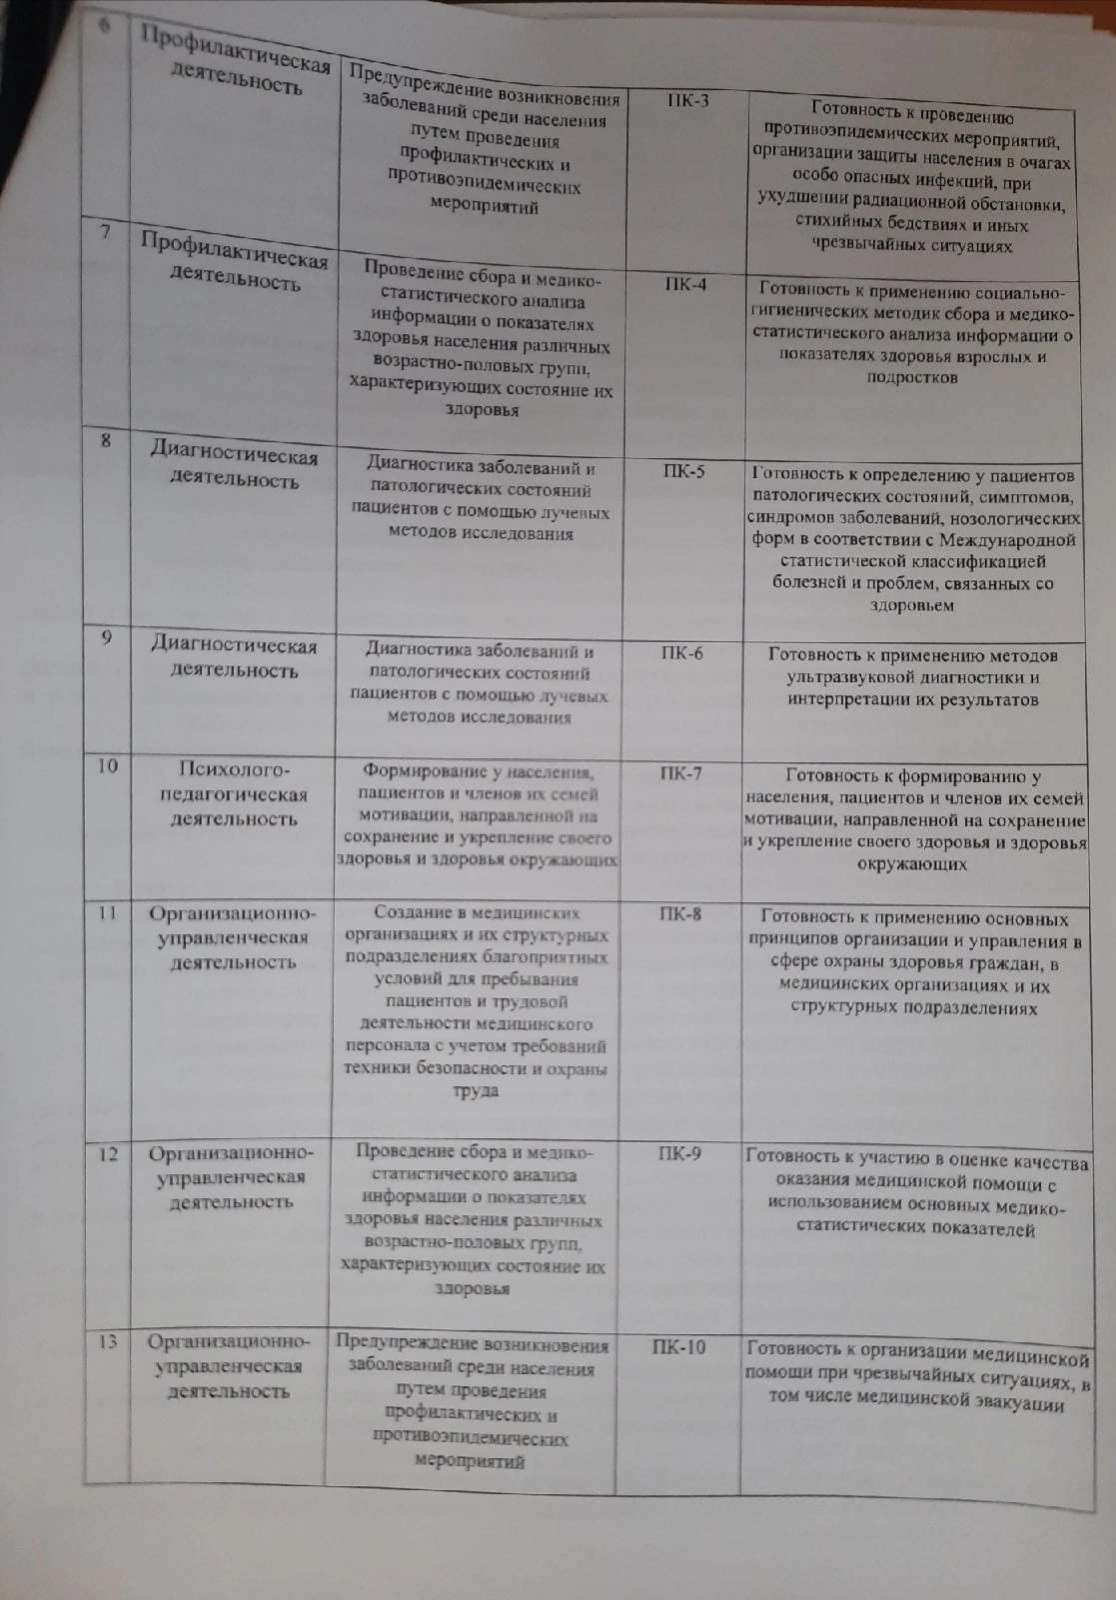 6
Профилактическая
деятельность
Предупреждение возникновения
заболеваний среди населения
путем проведения
профилактических и
противоэпидемических
мероприятий
ПК-3
Готовность к проведению
противоэпидемических мероприятий,
организации защиты населения в очагах
особо опасных инфекций, при
ухудшении радиационной обстановки,
стихийных бедствиях и иных
чрезвычайных ситуациях
7
Профилактическая
деятельность
Проведение сбора и медико-
статистического анализа
информации о показателях
здоровья населения различных
возрастно-половых групп,
характеризующих состояние их
здоровья
ПК-4
Готовность к применению социально-
гигиенических методик сбора и медико-
статистического анализа информации о
показателях здоровья взрослых и
подростков
8
Диагностическая
деятельность
Диагностика заболеваний и
патологических состояний
пациентов с помощью лучевых
методов исследования
ПК-5
Готовность к определению у пациентов
патологических состояний, симптомов,
синдромов заболеваний, нозологических
форм в соответствии с Международной
статистической классификацией
болезней и проблем, связанных со
здоровьем
9
Диагностическая
деятельность
Диагностика заболеваний и
патологических состояний
пациентов с помощью лучевых
методов исследования
ПК-6
Готовность к применению методов
ультразвуковой диагностики и
интерпретации их результатов
10
Психолого-
педагогическая
деятельность
Формирование у населения,
пациентов и членов их семей
мотивации, направленной на
сохранение и укрепление своего
здоровья и здоровья окружающих
ПК-7
Готовность к формированию у
населения, пациентов и членов их семей
мотивации, направленной на сохранение
и укрепление своего здоровья и здоровья
окружающих
11
Организационно-
управленческая
деятельность
Создание в медицинских
организациях и их структурных
подразделениях благоприятных
условий для пребывания
пациентов и трудовой
деятельности медицинского
персонала с учетом требований
техники безопасности и охраны
труда
ПК-8
Готовность к применению основных
принципов организации и управления в
сфере охраны здоровья граждан, в
медицинских организациях и их
структурных подразделениях
12
Организационно-
управленческая
деятельность
Проведение сбора и медико-
статистического анализа
информации о показателях
здоровья населения различных
возрастно-половых групп,
характеризующих состояние их
здоровья
ПК-9
Готовность к участию в оценке качества
оказания медицинской помощи с
использованием основных медико-
статистических показателей
13
Организационно-
управленческая
деятельность
Предупреждение возникновения
заболеваний среди населения
путем проведения
профилактических и
противоэпидемических
мероприятий
ПК-10
Готовность к организации медицинской
помощи при чрезвычайных ситуациях, в
том числе медицинской эвакуации